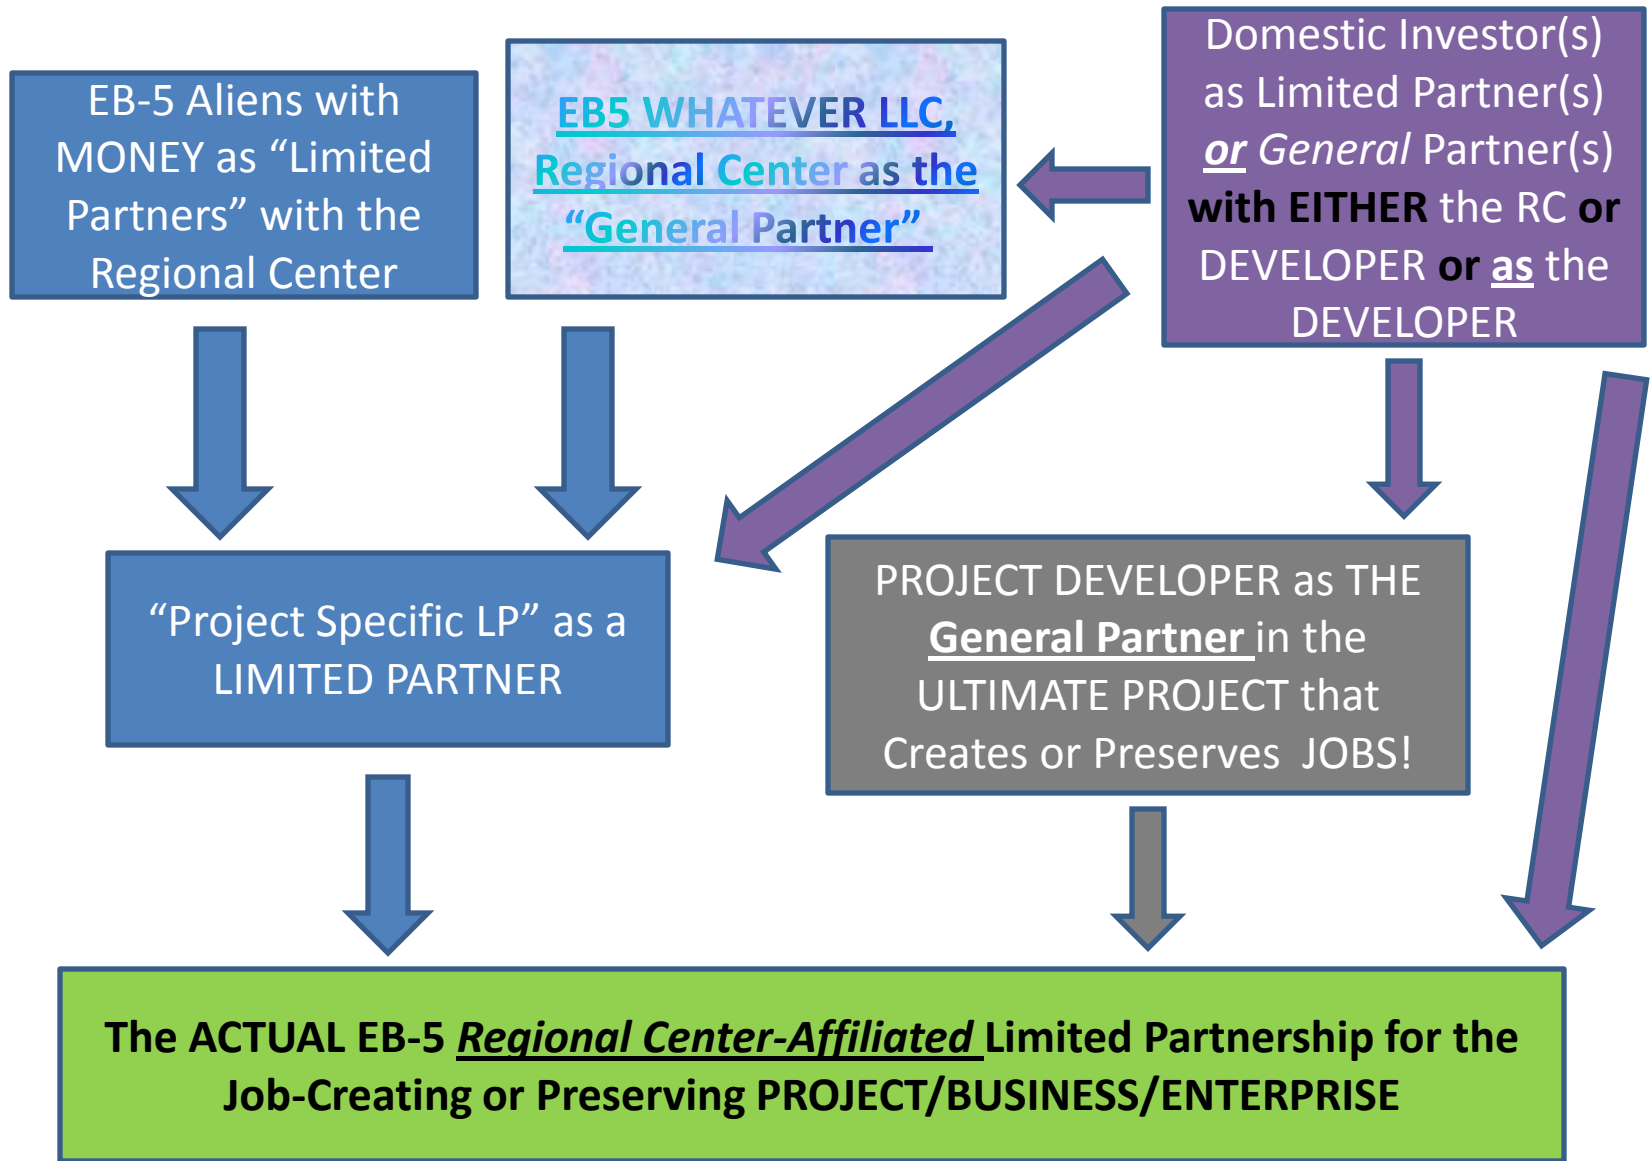 EB-5 Aliens with
MONEY as “Limited
Partners” with the
Regional Center
EB5 WHATEVER LLC,
Regional Center as the
“General Partner”
Domestic Investor(s)
as Limited Partner(s)
or General Partner(s)
with EITHER the RC or
DEVELOPER or as the
DEVELOPER
“Project Specific LP” as a
LIMITED PARTNER
PROJECT DEVELOPER as THE
General Partner in the
ULTIMATE PROJECT that
Creates or Preserves JOBS!
The ACTUAL EB-5 Regional Center-Affiliated Limited Partnership for the
Job-Creating or Preserving PROJECT/BUSINESS/ENTERPRISE